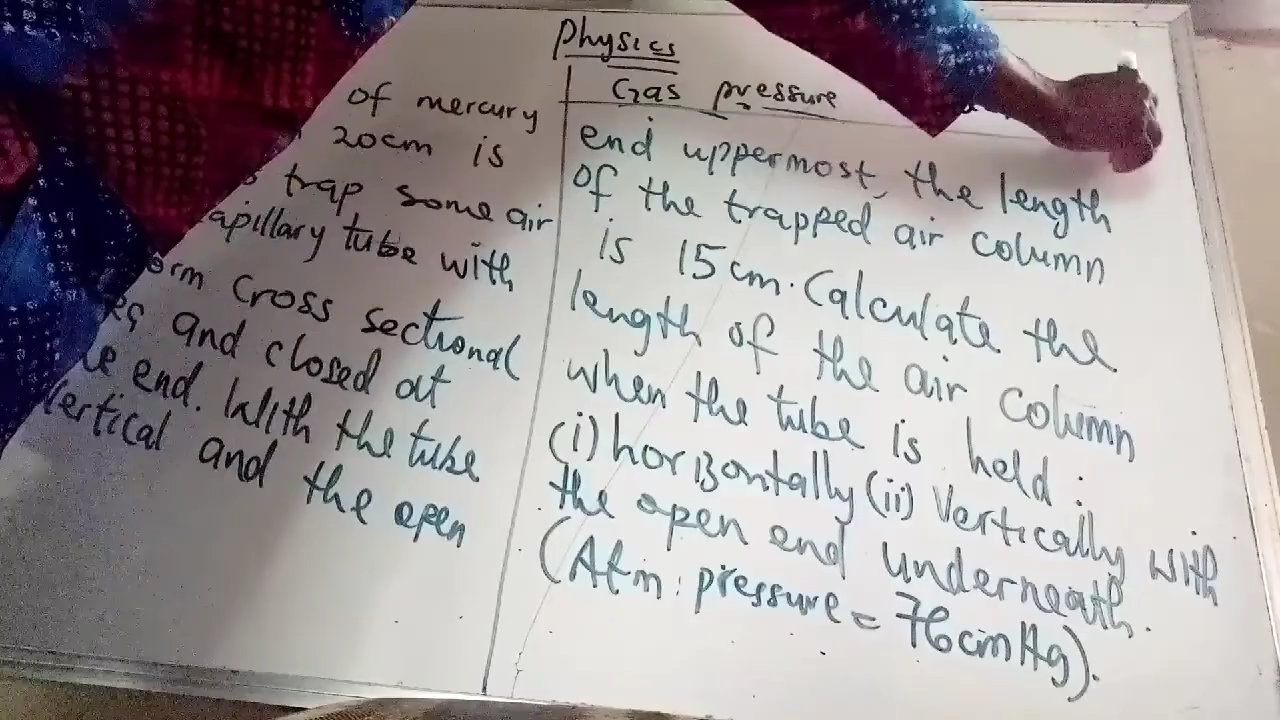 Physics
Gas pressure
of mercury
20cm is
trap some air
apillary tube with
orm cross sectional
and closed at
end. With the tube
vertical and the open
end uppermost, the length
of the trapped air column
is 15cm. Calculate the
length of the air column
when the tube is held:
(i) horizontally (ii) Vertically with
the open end underneath.
(Atm. pressure = 76cmHg).